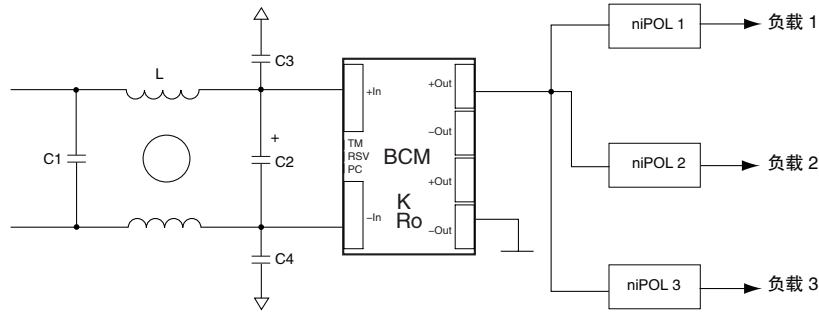 niPOL 1
负载 1
C3
L
+In
+Out
–Out
C1
+
C2
TM
RSV
PC
BCM
niPOL 2
负载 2
+Out
K
Ro
–In
–Out
C4
niPOL 3
负载 3